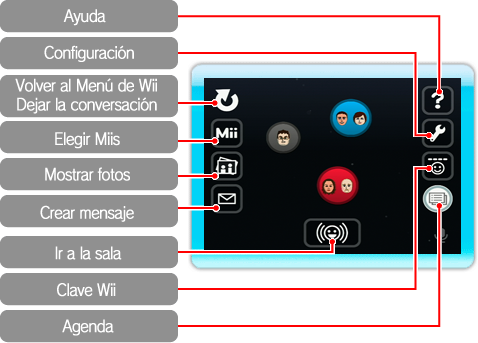 Ayuda
Configuración
Volver al Menú de Wii
Dejar la conversación
Elegir Miis
Mostrar fotos
Crear mensaje
Ir a la sala
Clave Wii
Agenda
Mii
?